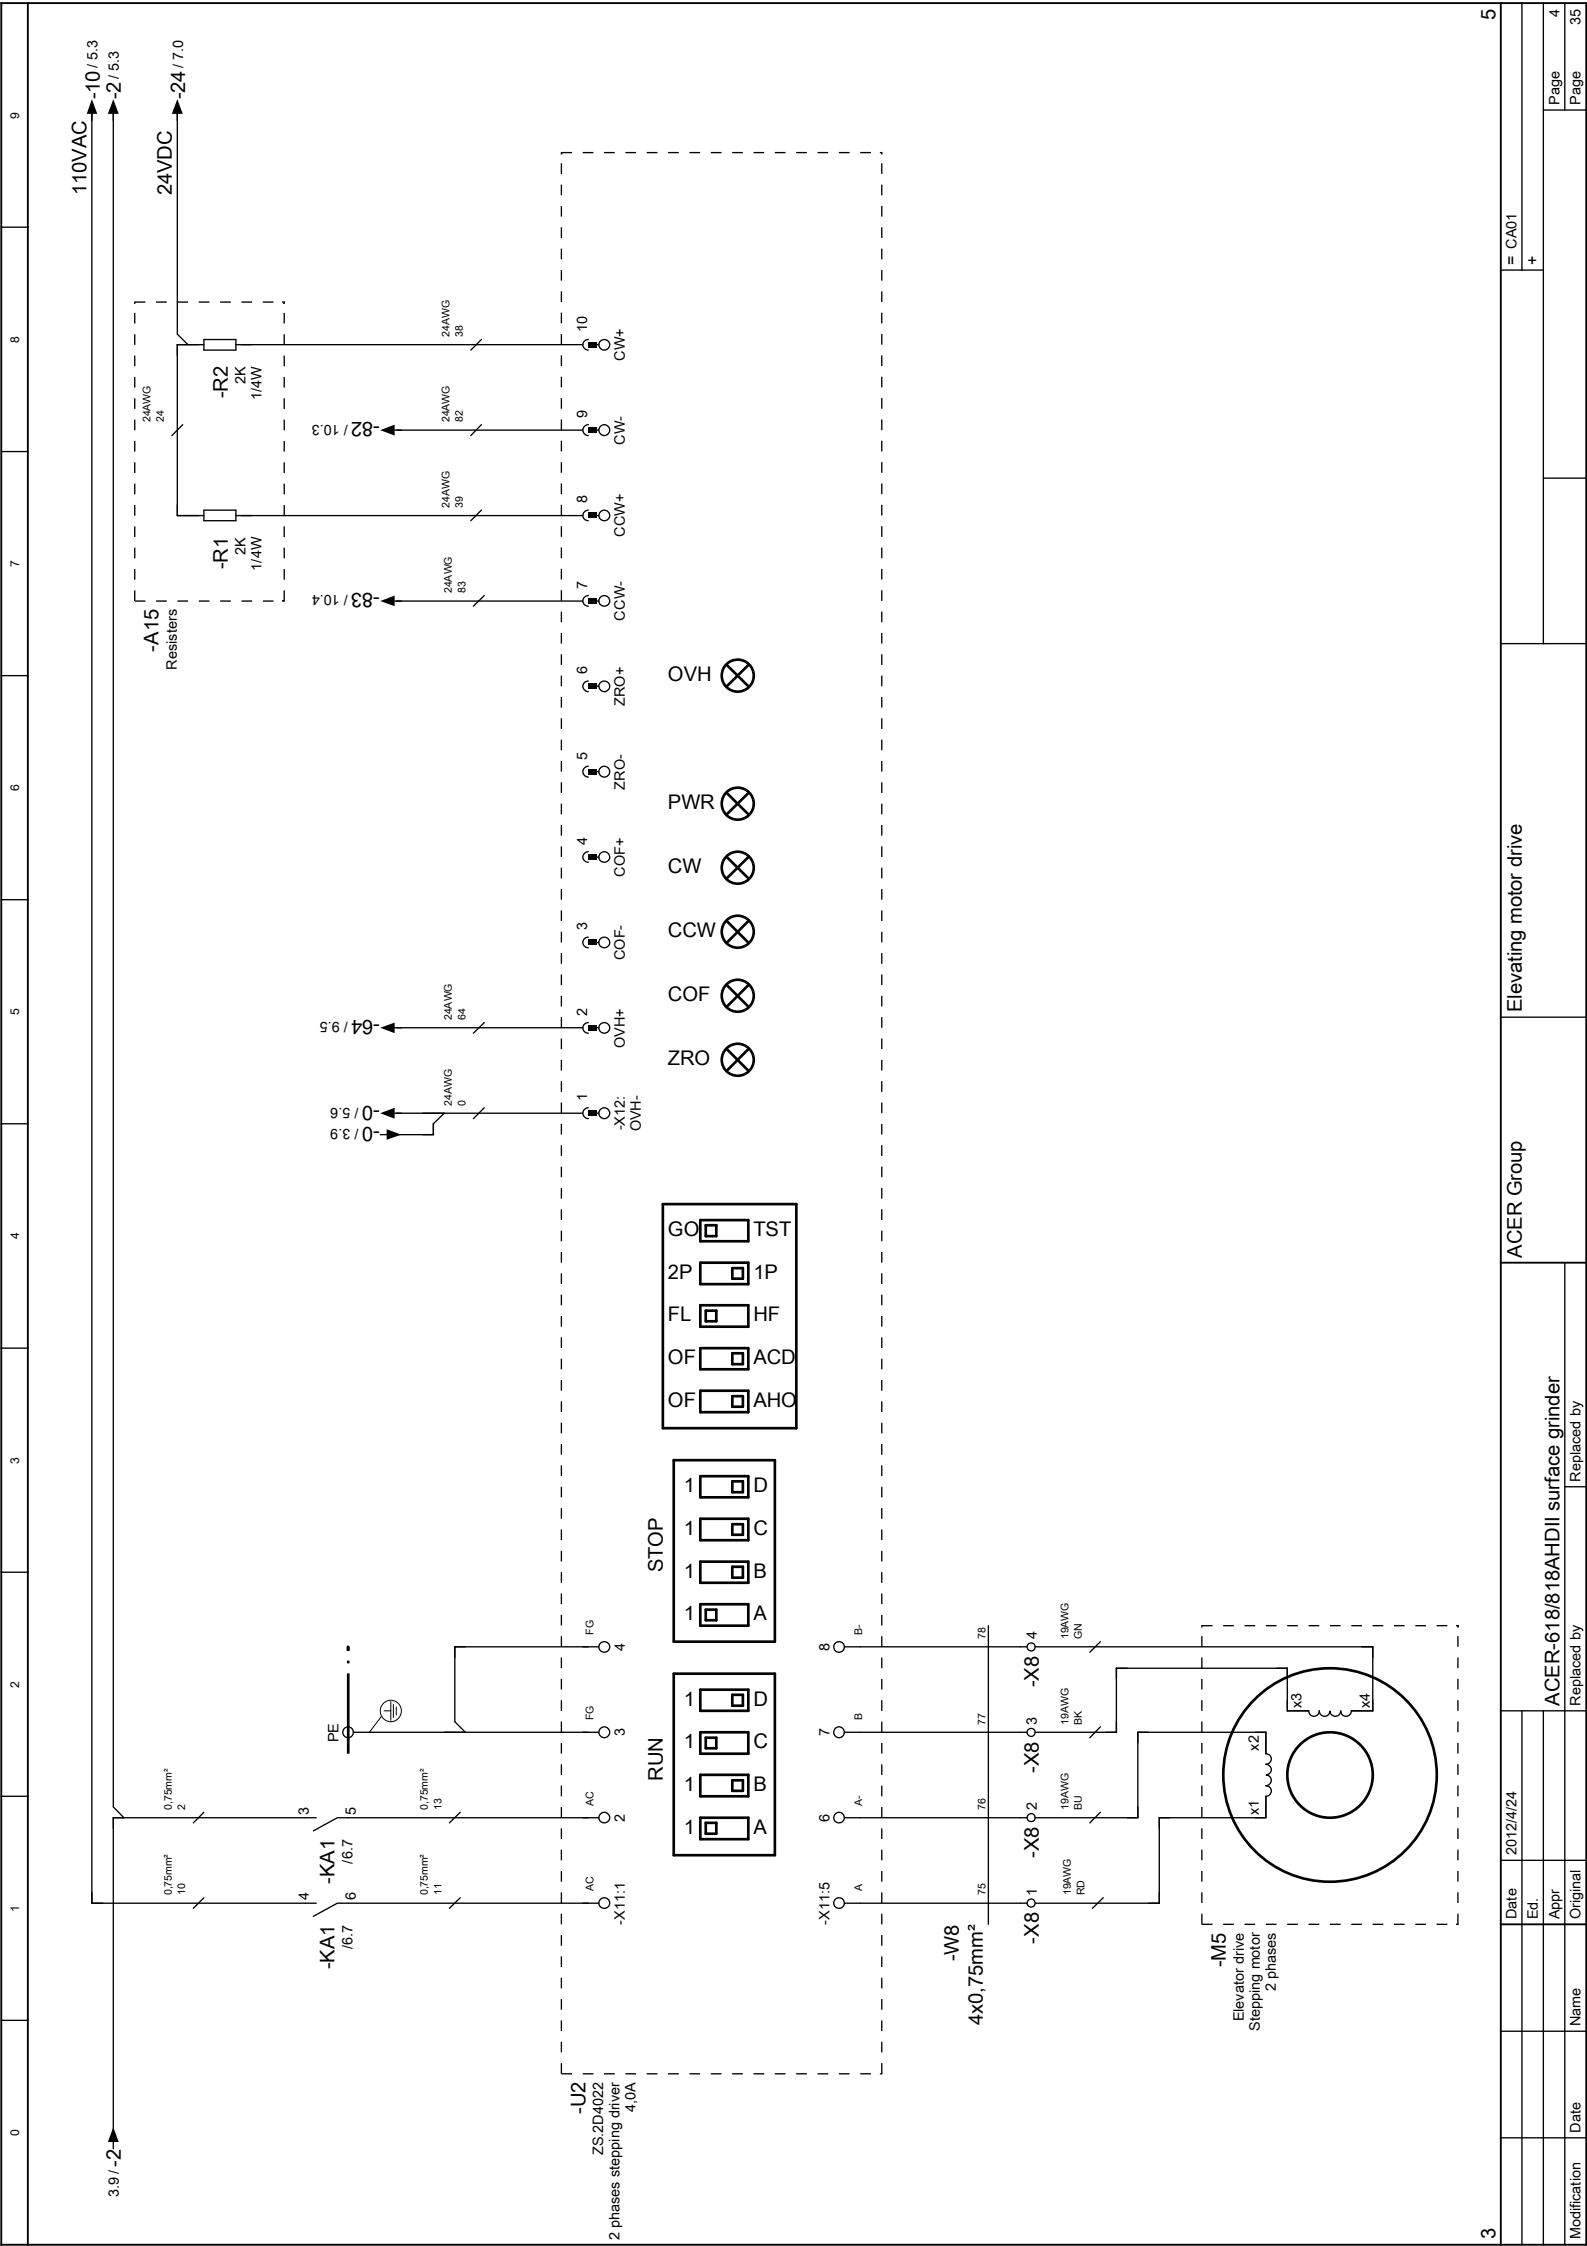 0 1 2 3 4 5 6 7 8 9
3.9 / -2
110VAC
-10 / 5.3
-2 / 5.3
24VDC
-24 / 7.0
-A15
Resisters
24AWG
24
-R1
2K
1/4W
-R2
2K
1/4W
0,75mm²
10
0,75mm²
2
-KA1
/6.7
4
6
-KA1
/6.7
3
5
0,75mm²
11
0,75mm²
13
PE
-0 / 3.9
-0 / 5.6
24AWG
0
-64 / 9.5
24AWG
64
-83 / 10.4
24AWG
83
24AWG
39
-82 / 10.3
24AWG
82
24AWG
38
-U2
ZS.2D4022
2 phases stepping driver
4,0A
AC
-X11:1
AC
2
FG
3
FG
4
1
-X12:
OVH-
2
OVH+
3
COF-
4
COF+
5
ZRO-
6
ZRO+
7
CCW-
8
CCW+
9
CW-
10
CW+
RUN
1 A
1 B
1 C
1 D
STOP
1 A
1 B
1 C
1 D
GO TST
2P 1P
FL HF
OF ACD
OF AHO
ZRO
COF
CCW
CW
PWR
OVH
-X11:5
A
6
A-
7
B
8
B-
-W8
4x0,75mm²
75
76
77
78
-X8 1
-X8 2
-X8 3
-X8 4
19AWG
RD
19AWG
BU
19AWG
BK
19AWG
GN
-M5
Elevator drive
Stepping motor
2 phases
x1
x2
x3
x4
3
5
Modification
Date
Name
Date 2012/4/24
Ed.
Appr
Original
ACER-618/818AHDII surface grinder
Replaced by
Replaced by
ACER Group
Elevating motor drive
= CA01
+
Page 4
Page 35